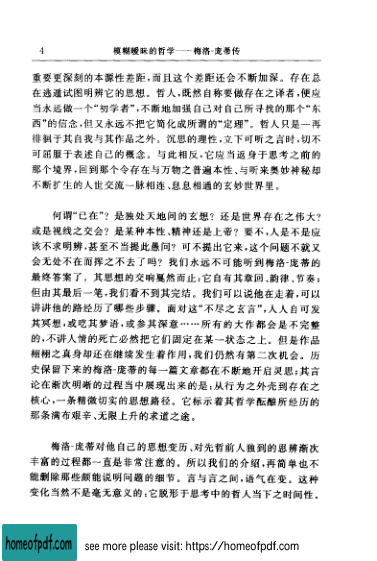 4 模糊暧昧的哲学——梅洛-庞蒂传
重要更深刻的本源性差距,而且这个差距还会不断加深。存在总
在逃遁试图明辨它的思想。哲人,既然自称要做存在之译者,便应
当永远做一个“初学者”,不断地加强自己对自己所寻找的那个“东
西”的信念,但又永远不把它简化成所谓的“定理”。哲人只是一再
徘徊于其自我与其作品之外。沉思的理性,立下可听之言时,切不
可屈服于表述自己的概念。与此相反,它应当返身于思考之前的
那个境界,回到那个令存在与万物之普遍本性、与听来奥妙神秘却
不断扩生的人世交流一脉相连、息息相通的玄妙世界里。
何谓“已在”?是独处天地间的玄想?还是世界存在之伟大?
或是视线之交会?是某种本性、精神还是上帝?要不,人是不是应
该不求明辨,甚至不当提此愚问?可不提出它来,这个问题不就又
会无处不在而挥之不去了吗?我们永远不可能听到梅洛-庞蒂的
最终答案了。其思想的交响戛然而止:它自有其章回、韵律、节奏;
但由其最后一笔,我们看不到其完结。我们可以说他在走着,可以
讲讲他的路经历了哪些步骤。面对这“不尽之玄言”,人人自可发
其冥想,或呓其梦语,或参其深意……所有的大作都会是不完整
的,不讲人情的死亡必然把它们固定在某一状态之上。但是作品
栩栩之真身却还在继续发生着作用,我们仍然有第二次机会。历
史保留下来的梅洛-庞蒂的每一篇文章都在不断地开启灵思;其言
论在渐次明晰的过程当中展现出来的是:从行为之外壳到存在之
核心,一条精微切实的思想路径。它标示着其哲学酝酿所经历的
那条满布艰辛、无限上升的求道之途。
梅洛-庞蒂对他自己的思想变历、对先哲前人独到的思辨渐次
丰富的过程都一直是非常注意的。所以我们的介绍,再简单也不
能删除那些颇能说明问题的细节。言与言之间,语气在变。这种
变化当然不是毫无意义的:它脱形于思考中的哲人当下之时间性。
homeofpdf.com see more please visit: https://homeofpdf.com